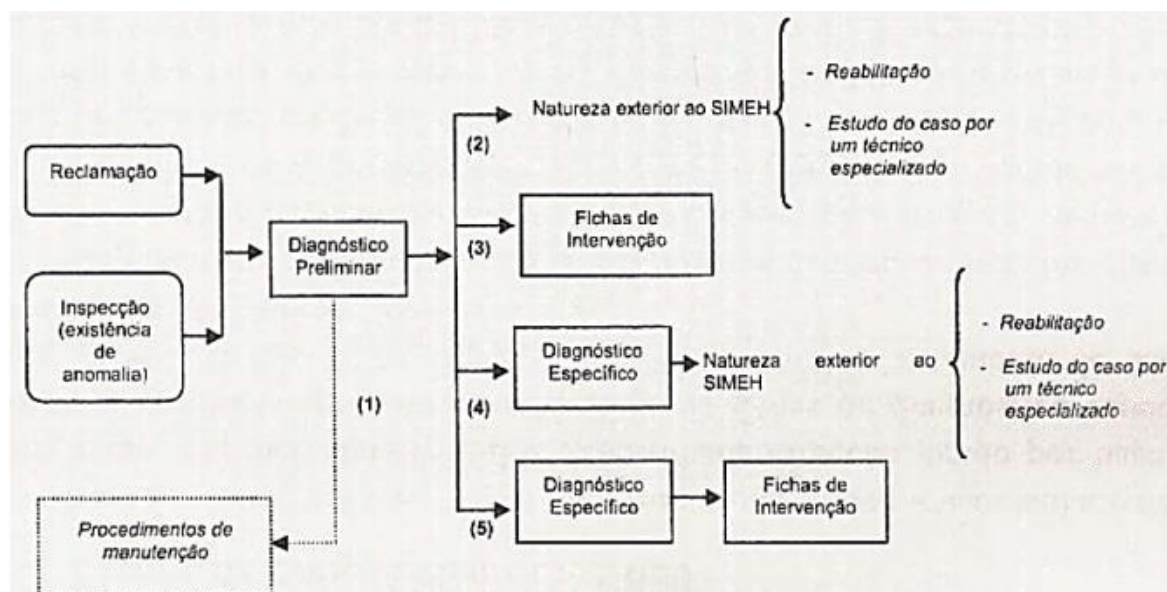 - Reabilitação
Natureza exterior ao SIMEH
- Estudo do caso por
um técnico
especializado
(2)
Reclamação
Fichas de
Intervenção
(3)
Diagnóstico
Preliminar
Inspecção
(existência
de
anomalia)
- Reabilitação
Diagnóstico
Específico
Natureza exterior ao
SIMEH
- Estudo do caso por
um técnico
especializado
(1)
(4)
Diagnóstico
Específico
Fichas de
Intervenção
(5)
Procedimentos de
manutenção